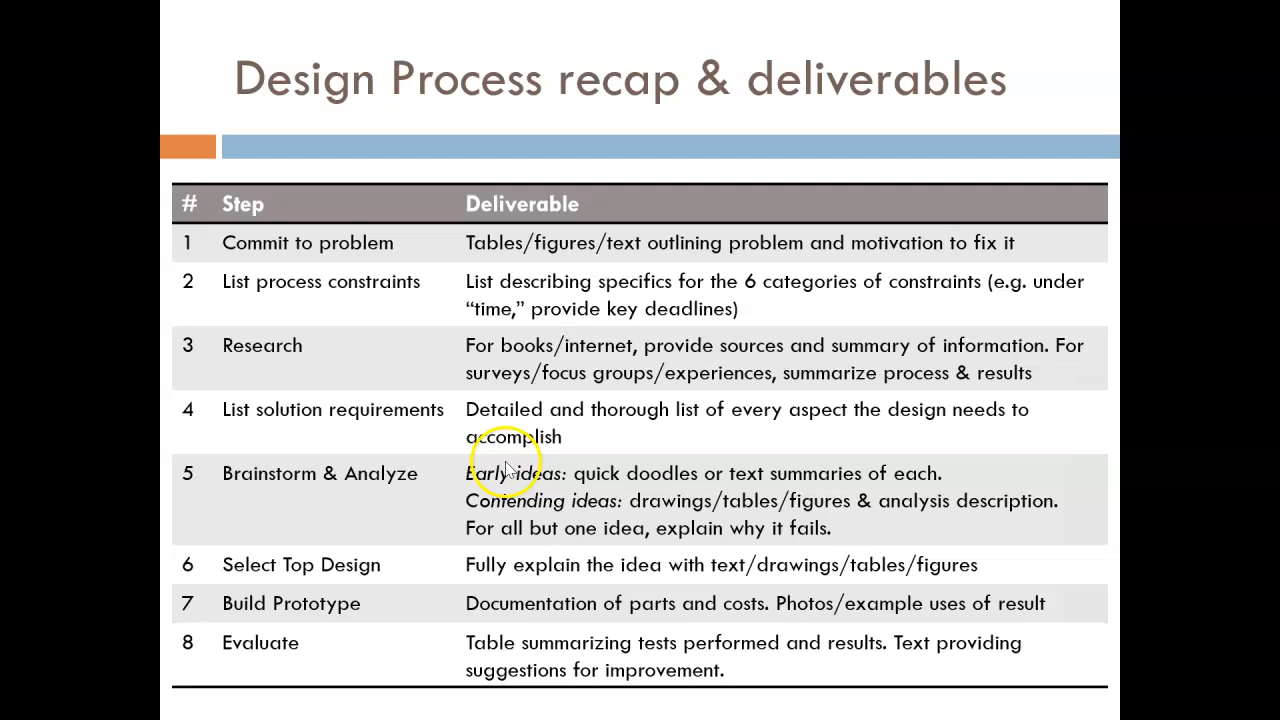 Design Process recap & deliverables
# Step Deliverable
1 Commit to problem Tables/figures/text outlining problem and motivation to fix it
2 List process constraints List describing specifics for the 6 categories of constraints (e.g. under
“time,” provide key deadlines)
3 Research For books/internet, provide sources and summary of information. For
surveys/focus groups/experiences, summarize process & results
4 List solution requirements Detailed and thorough list of every aspect the design needs to
accomplish
5 Brainstorm & Analyze Early ideas: quick doodles or text summaries of each.
Contending ideas: drawings/tables/figures & analysis description.
For all but one idea, explain why it fails.
6 Select Top Design Fully explain the idea with text/drawings/tables/figures
7 Build Prototype Documentation of parts and costs. Photos/example uses of result
8 Evaluate Table summarizing tests performed and results. Text providing
suggestions for improvement.